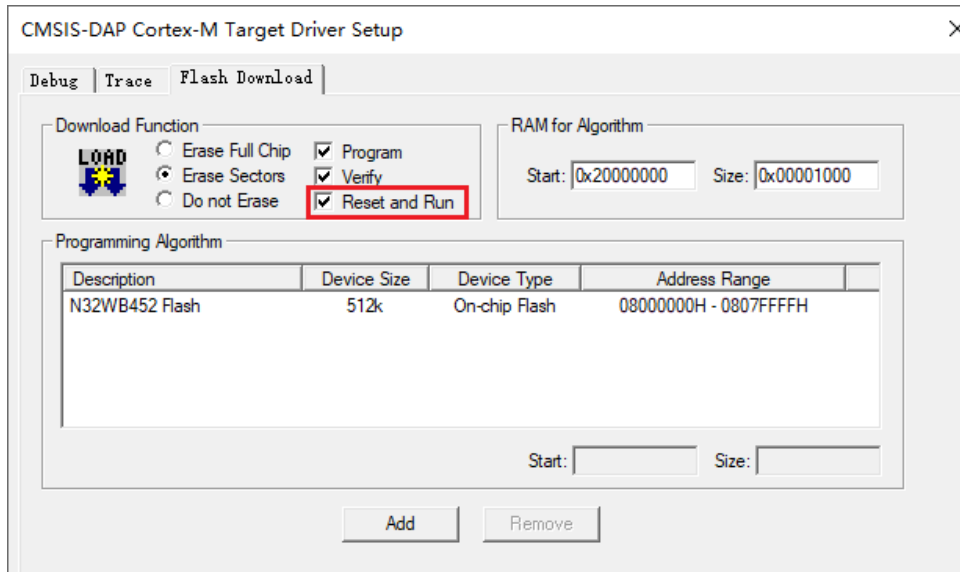 CMSIS-DAP Cortex-M Target Driver Setup
Debug Trace Flash Download
Download Function
LOAD
Erase Full Chip
Erase Sectors
Do not Erase
Program
Verify
Reset and Run
RAM for Algorithm
Start: 0x20000000 Size: 0x00001000
Programming Algorithm
Description Device Size Device Type Address Range
N32WB452 Flash 512k On-chip Flash 08000000H - 0807FFFFH
Start: Size:
Add Remove